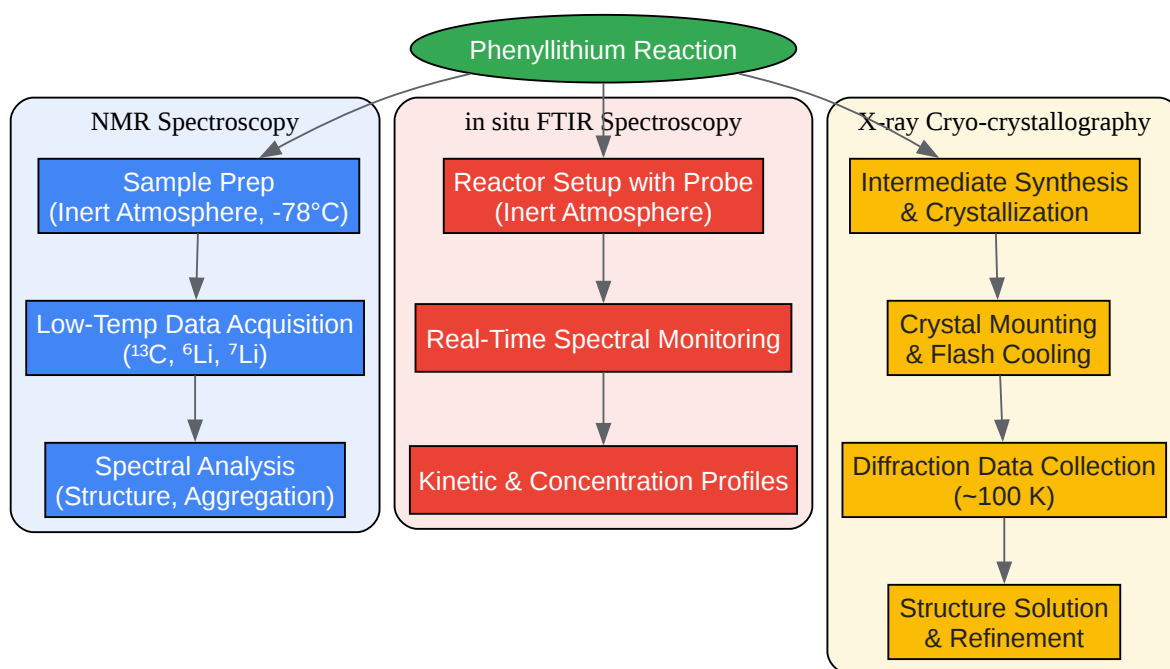 Phenyllithium Reaction
NMR Spectroscopy
Sample Prep
(Inert Atmosphere, -78°C)
Low-Temp Data Acquisition
(¹³C, ⁶Li, ⁷Li)
Spectral Analysis
(Structure, Aggregation)
in situ FTIR Spectroscopy
Reactor Setup with Probe
(Inert Atmosphere)
Real-Time Spectral Monitoring
Kinetic & Concentration Profiles
X-ray Cryo-crystallography
Intermediate Synthesis
& Crystallization
Crystal Mounting
& Flash Cooling
Diffraction Data Collection
(~100 K)
Structure Solution
& Refinement